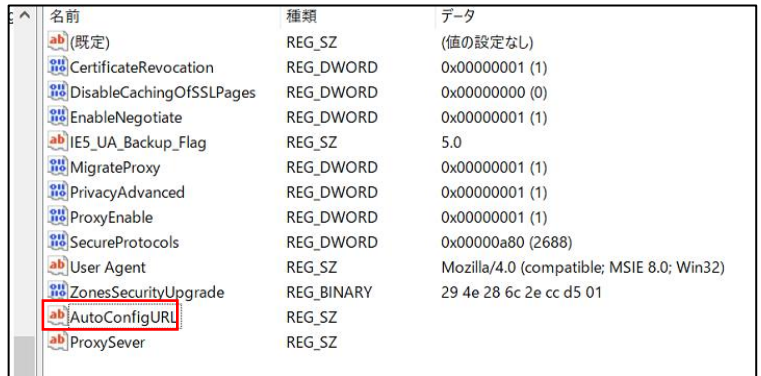 名前 種類 データ
(既定) REG_SZ (値の設定なし)
CertificateRevocation REG_DWORD 0x00000001 (1)
DisableCachingOfSSLPages REG_DWORD 0x00000000 (0)
EnableNegotiate REG_DWORD 0x00000001 (1)
IE5_UA_Backup_Flag REG_SZ 5.0
MigrateProxy REG_DWORD 0x00000001 (1)
PrivacyAdvanced REG_DWORD 0x00000001 (1)
ProxyEnable REG_DWORD 0x00000001 (1)
SecureProtocols REG_DWORD 0x00000a80 (2688)
User Agent REG_SZ Mozilla/4.0 (compatible; MSIE 8.0; Win32)
ZonesSecurityUpgrade REG_BINARY 29 4e 28 6c 2e cc d5 01
AutoConfigURL REG_SZ
ProxySever REG_SZ